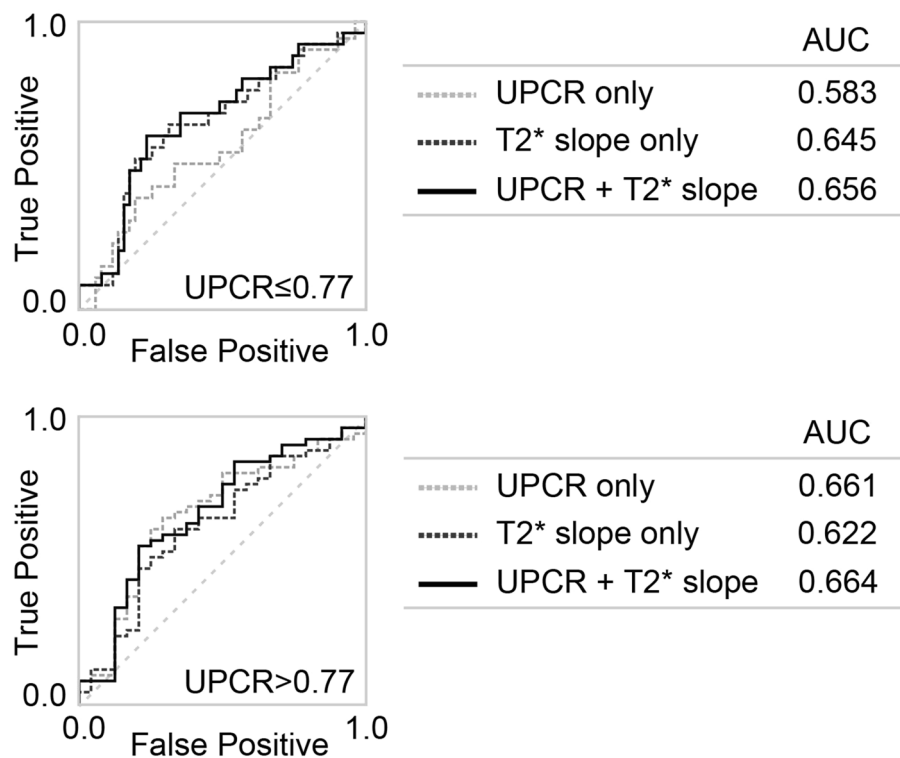 1.0
True Positive
0.0
UPCR≤0.77
0.0 1.0
False Positive
AUC
UPCR only 0.583
T2* slope only 0.645
UPCR + T2* slope 0.656
1.0
True Positive
0.0
UPCR>0.77
0.0 1.0
False Positive
AUC
UPCR only 0.661
T2* slope only 0.622
UPCR + T2* slope 0.664